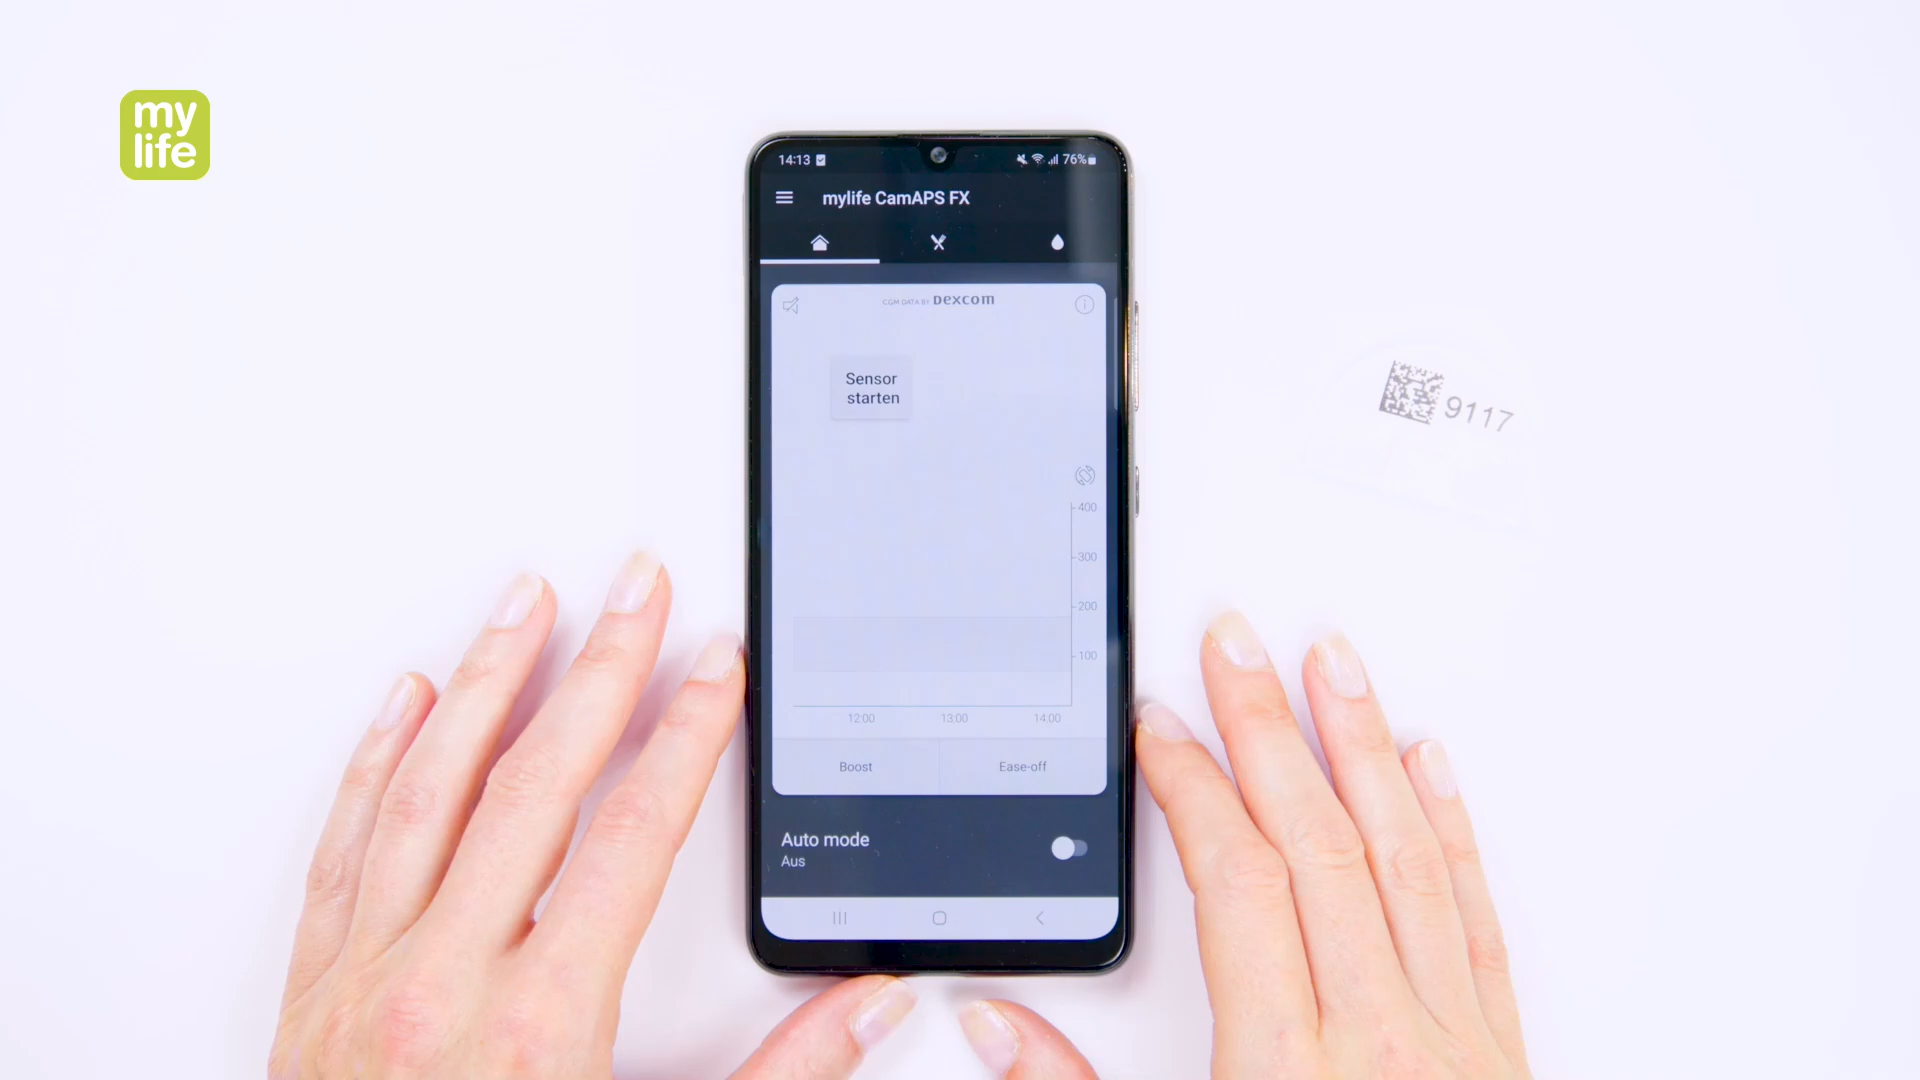 my
life
14:13
76%
mylife CamAPS FX
CGM DATA BY Dexcom
Sensor
starten
400
300
200
100
12:00
13:00
14:00
Boost
Ease-off
Auto mode
Aus
9117